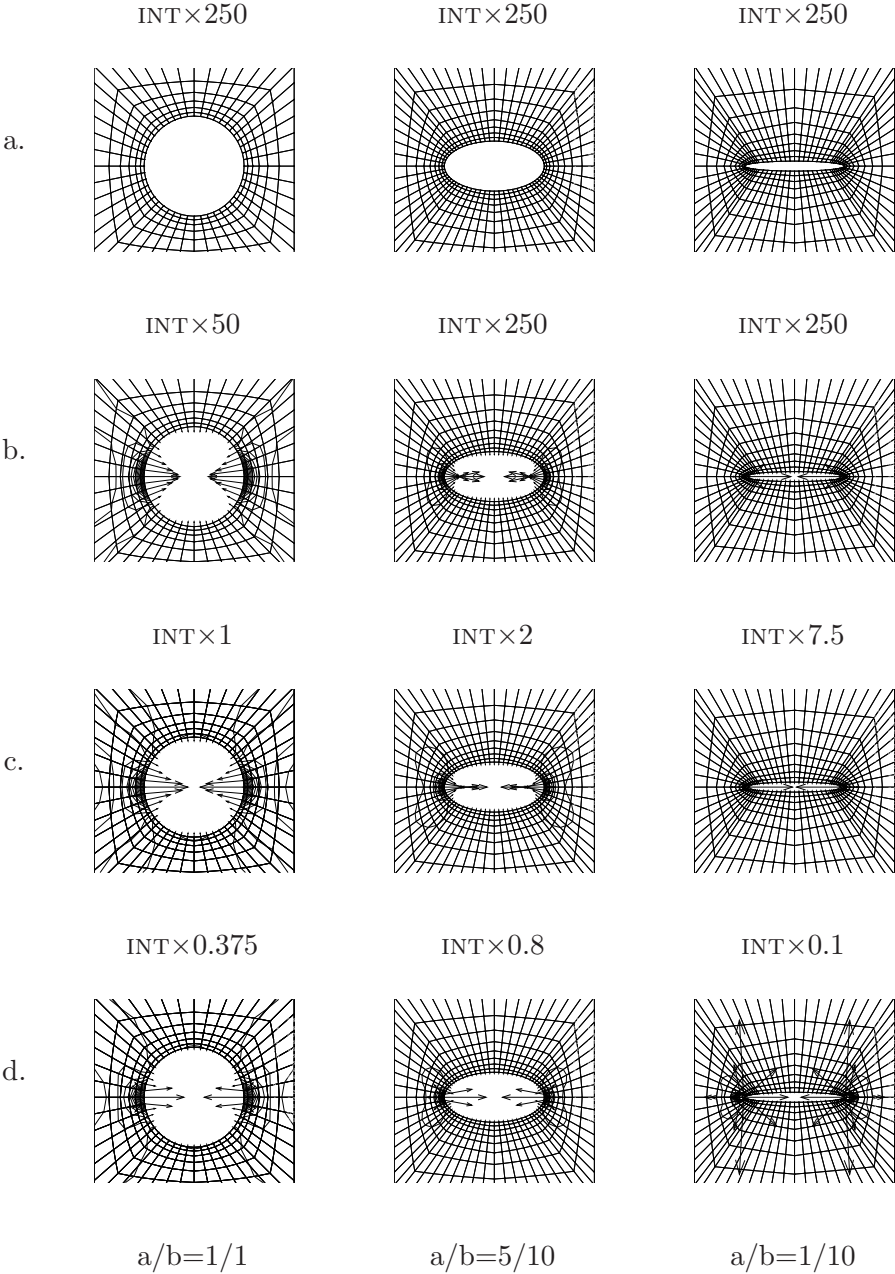 INT×250 INT×250 INT×250
a.
INT×50 INT×250 INT×250
b.
INT×1 INT×2 INT×7.5
c.
INT×0.375 INT×0.8 INT×0.1
d.
a/b=1/1 a/b=5/10 a/b=1/10